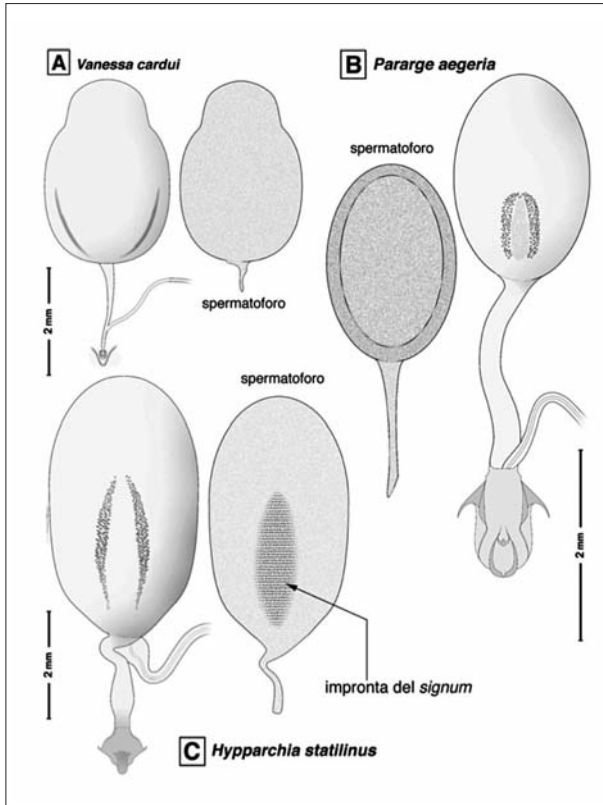 A Vanessa cardui
spermatoforo
2 mm
B Pararge aegeria
spermatoforo
2 mm
spermatoforo
2 mm
impronta del signum
C Hypparchia statilinus